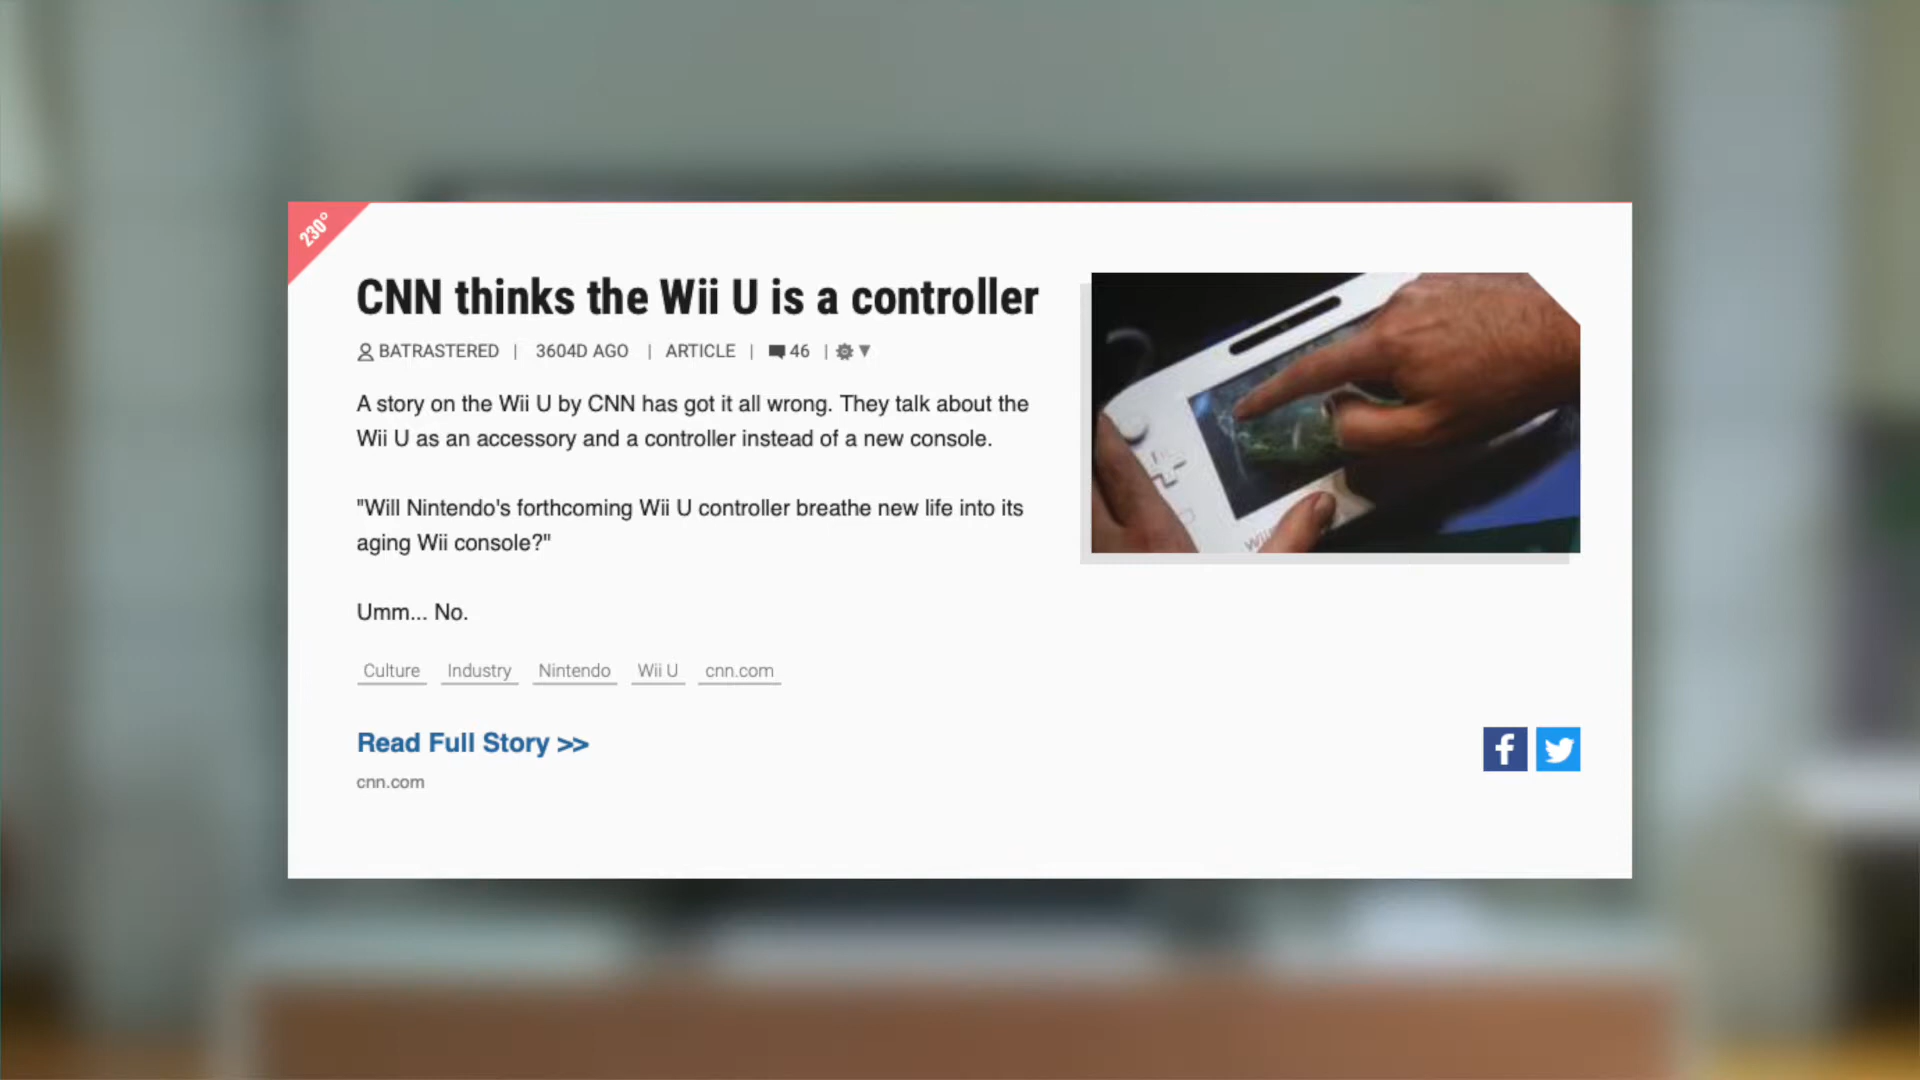 230°
CNN thinks the Wii U is a controller
BATRASTERED | 3604D AGO | ARTICLE | 46 | ▼
A story on the Wii U by CNN has got it all wrong. They talk about the
Wii U as an accessory and a controller instead of a new console.
"Will Nintendo's forthcoming Wii U controller breathe new life into its
aging Wii console?"
Umm... No.
Culture Industry Nintendo Wii U cnn.com
Read Full Story >>
cnn.com